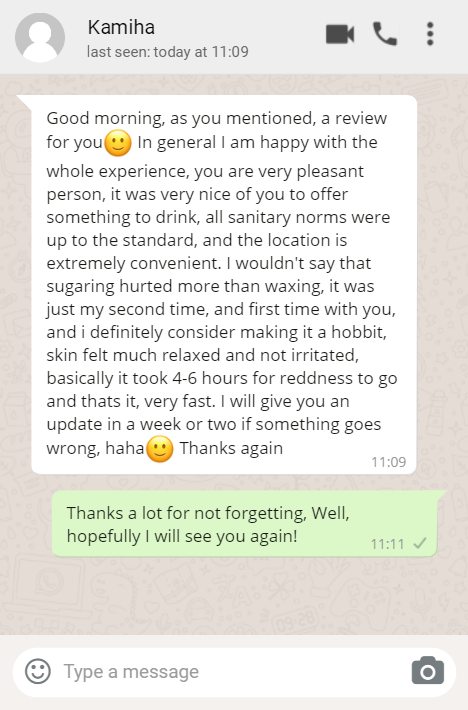 Kamiha
last seen: today at 11:09
Good morning, as you mentioned, a review
for you🙂 In general I am happy with the
whole experience, you are very pleasant
person, it was very nice of you to offer
something to drink, all sanitary norms were
up to the standard, and the location is
extremely convenient. I wouldn't say that
sugaring hurted more than waxing, it was
just my second time, and first time with you,
and i definitely consider making it a hobbit,
skin felt much relaxed and not irritated,
basically it took 4-6 hours for reddness to go
and thats it, very fast. I will give you an
update in a week or two if something goes
wrong, haha🙂 Thanks again
11:09
Thanks a lot for not forgetting, Well,
hopefully I will see you again!
11:11
Type a message